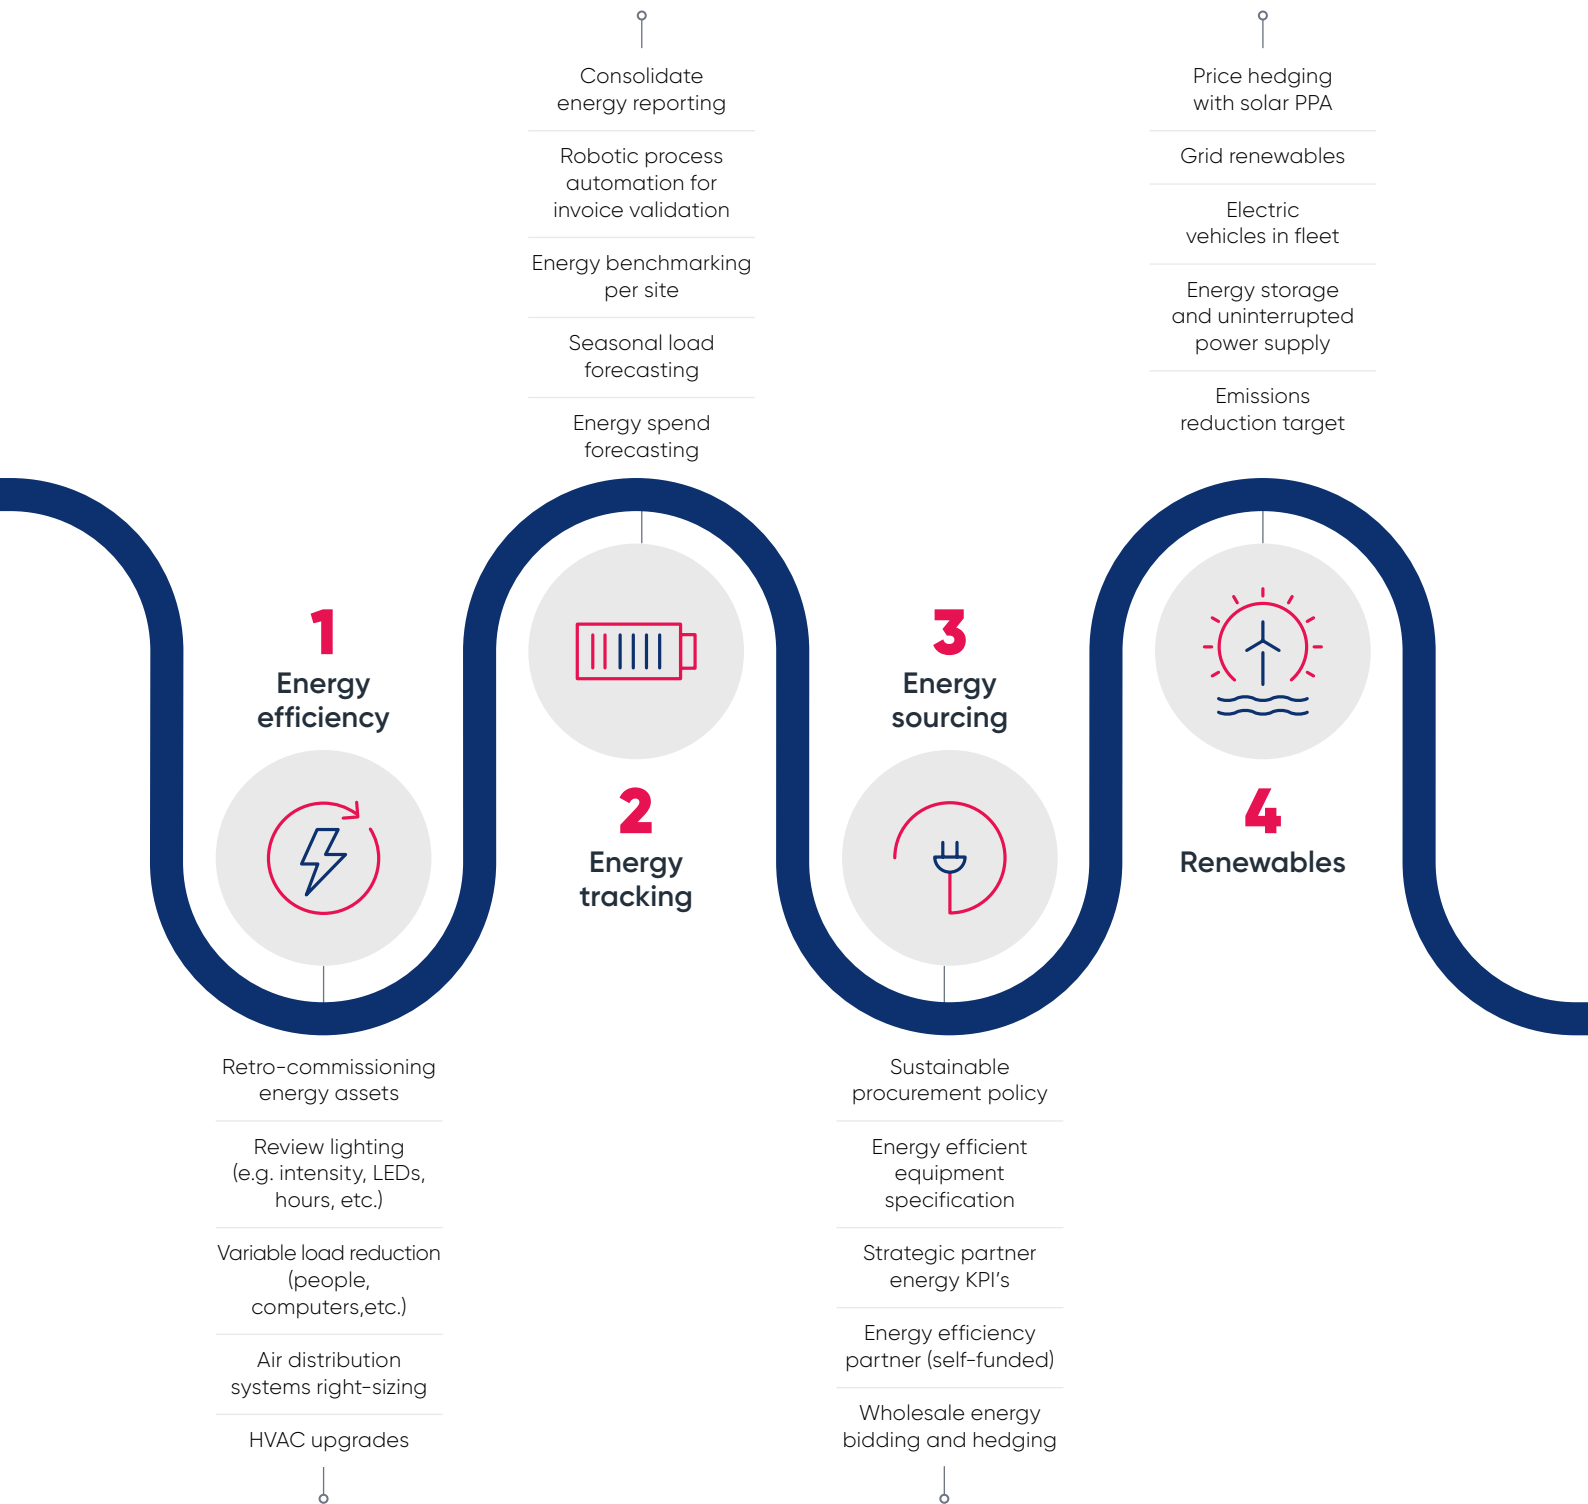 1
Energy
efficiency
Retro-commissioning
energy assets
Review lighting
(e.g. intensity, LEDs,
hours, etc.)
Variable load reduction
(people,
computers,etc.)
Air distribution
systems right-sizing
HVAC upgrades
Consolidate
energy reporting
Robotic process
automation for
invoice validation
Energy benchmarking
per site
Seasonal load
forecasting
Energy spend
forecasting
2
Energy
tracking
3
Energy
sourcing
Sustainable
procurement policy
Energy efficient
equipment
specification
Strategic partner
energy KPI's
Energy efficiency
partner (self-funded)
Wholesale energy
bidding and hedging
Price hedging
with solar PPA
Grid renewables
Electric
vehicles in fleet
Energy storage
and uninterrupted
power supply
Emissions
reduction target
4
Renewables